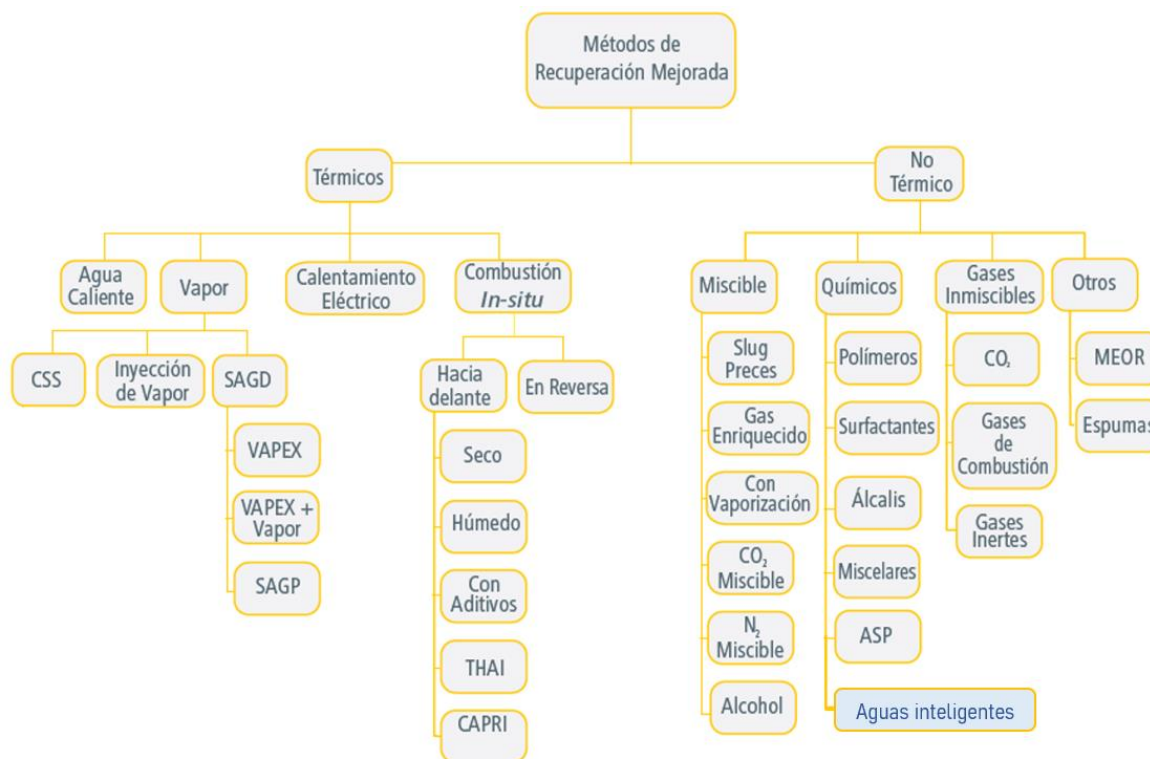 Métodos de
Recuperación Mejorada
Térmicos
No
Térmico
Agua
Caliente
Vapor
Calentamiento
Eléctrico
Combustión
In-situ
Miscible
Químicos
Gases
Inmiscibles
Otros
CSS
Inyección
de Vapor
SAGD
VAPEX
VAPEX +
Vapor
SAGP
Hacia
delante
En Reversa
Seco
Húmedo
Con
Aditivos
THAI
CAPRI
Slug
Preces
Gas
Enriquecido
Con
Vaporización
CO₂
Miscible
N₂
Miscible
Alcohol
Polímeros
Surfactantes
Álcalis
Miscelares
ASP
Aguas inteligentes
CO₂
Gases
de
Combustión
Gases
Inertes
MEOR
Espumas